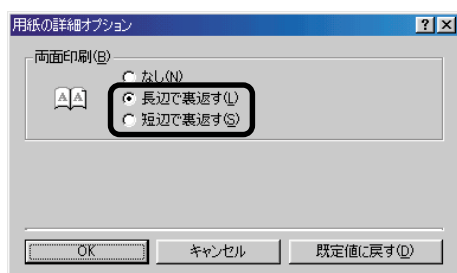 用紙の詳細オプション
両面印刷(B)
なし(N)
長辺で裏返す(L)
短辺で裏返す(S)
A A
OK キャンセル 既定値に戻す(D)